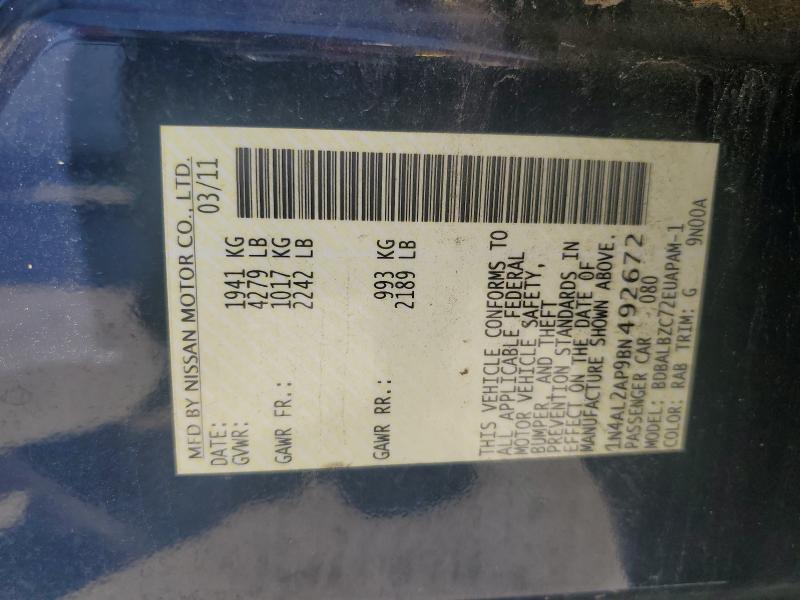 MFD BY NISSAN MOTOR CO., LTD.
DATE: 03/11
GVWR: 1941 KG
4279 LB
GAWR FR.: 1017 KG
2242 LB
GAWR RR.: 993 KG
2189 LB
THIS VEHICLE CONFORMS TO
ALL APPLICABLE FEDERAL
MOTOR VEHICLE SAFETY,
BUMPER, AND THEFT
PREVENTION STANDARDS IN
EFFECT ON THE DATE OF
MANUFACTURE SHOWN ABOVE.
1N4AL2AP9BN492672
PASSENGER CAR 080
MODEL: BDBALBZC72EUAPAM-1
COLOR: RAB TRIM: G 9N00A